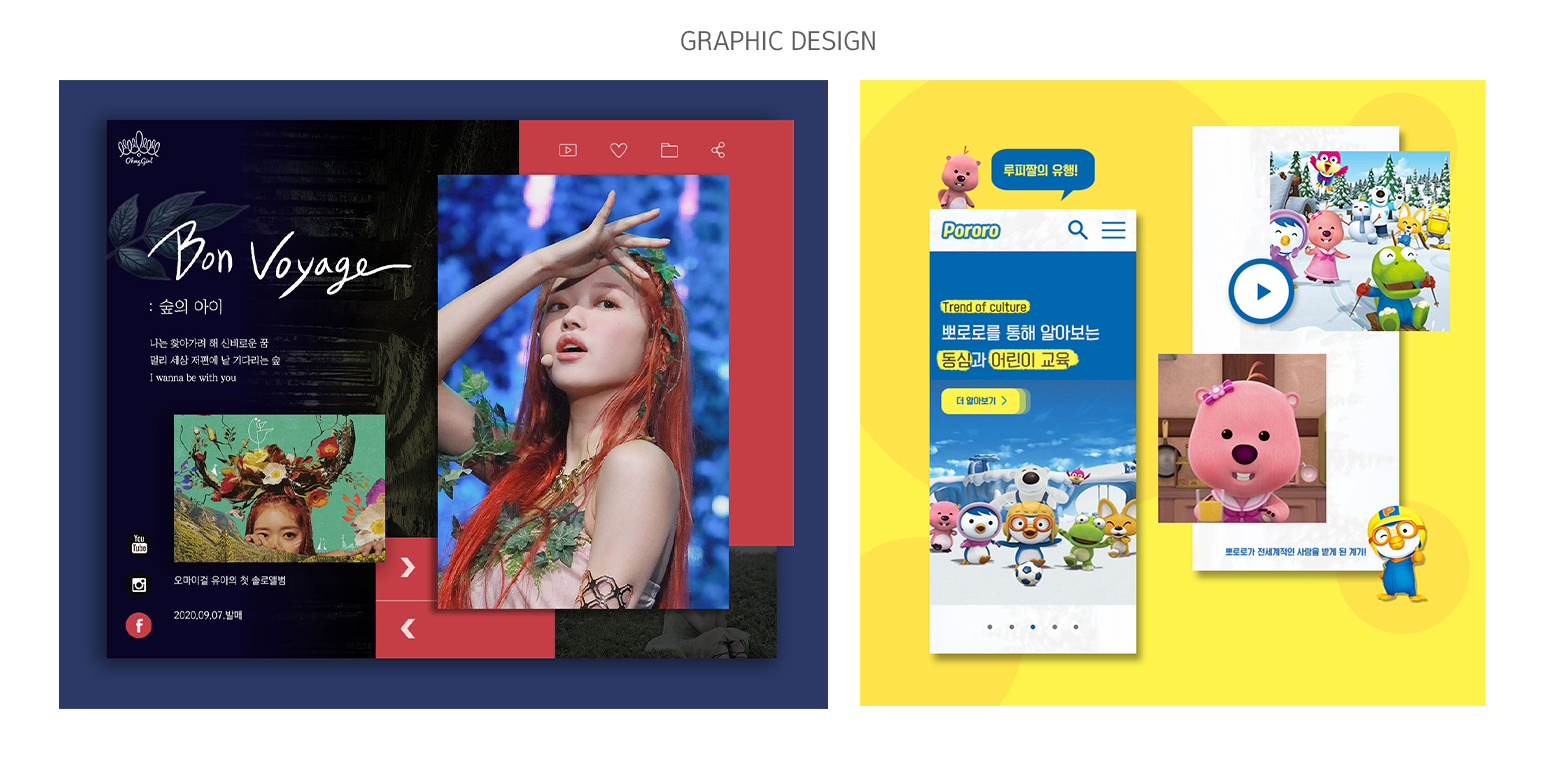 GRAPHIC DESIGN
Oh my Girl
Bon Voyage
: 숲의 아이
나는 찾아가려 해 신비로운 꿈
멀리 세상 저편에 날 기다리는 숲
I wanna be with you
You
Tube
오마이걸 유아의 첫 솔로앨범
2020.09.07.발매
f
루피짤의 유행!
Pororo
Trend of culture
뽀로로를 통해 알아보는
동심과 어린이 교육
더 알아보기
뽀로로가 전세계적인 사랑을 받게 된 계기!